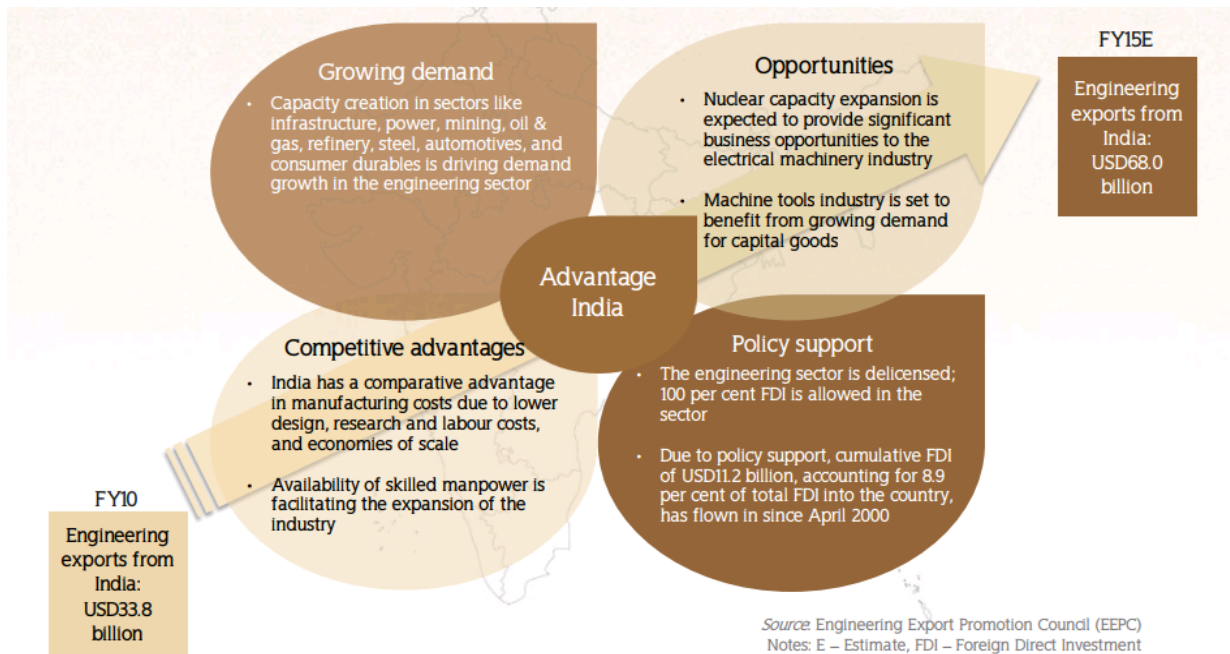 Growing demand
• Capacity creation in sectors like
infrastructure, power, mining, oil &
gas, refinery, steel, automotives, and
consumer durables is driving demand
growth in the engineering sector
Opportunities
• Nuclear capacity expansion is
expected to provide significant
business opportunities to the
electrical machinery industry
• Machine tools industry is set to
benefit from growing demand
for capital goods
FY15E
Engineering
exports from
India:
USD68.0
billion
Advantage
India
Competitive advantages
• India has a comparative advantage
in manufacturing costs due to lower
design, research and labour costs,
and economies of scale
• Availability of skilled manpower is
facilitating the expansion of the
industry
Policy support
• The engineering sector is delicensed;
100 per cent FDI is allowed in the
sector
• Due to policy support, cumulative FDI
of USD11.2 billion, accounting for 8.9
per cent of total FDI into the country,
has flown in since April 2000
FY10
Engineering
exports from
India:
USD33.8
billion
Source: Engineering Export Promotion Council (EEPC)
Notes: E – Estimate, FDI – Foreign Direct Investment